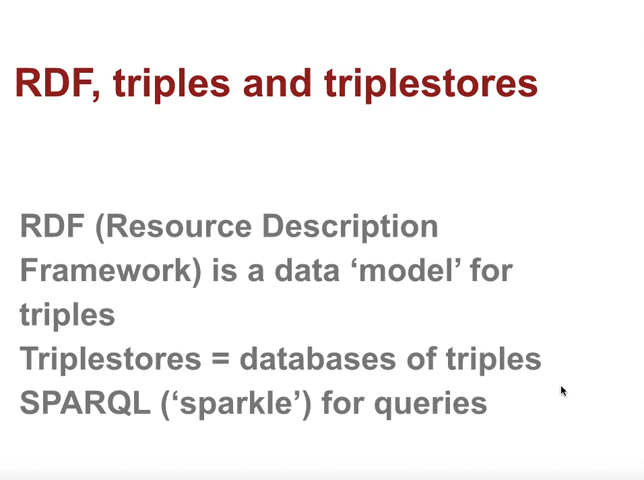 RDF, triples and triplestores
RDF (Resource Description
Framework) is a data ‘model’ for
triples
Triplestores = databases of triples
SPARQL (‘sparkle’) for queries